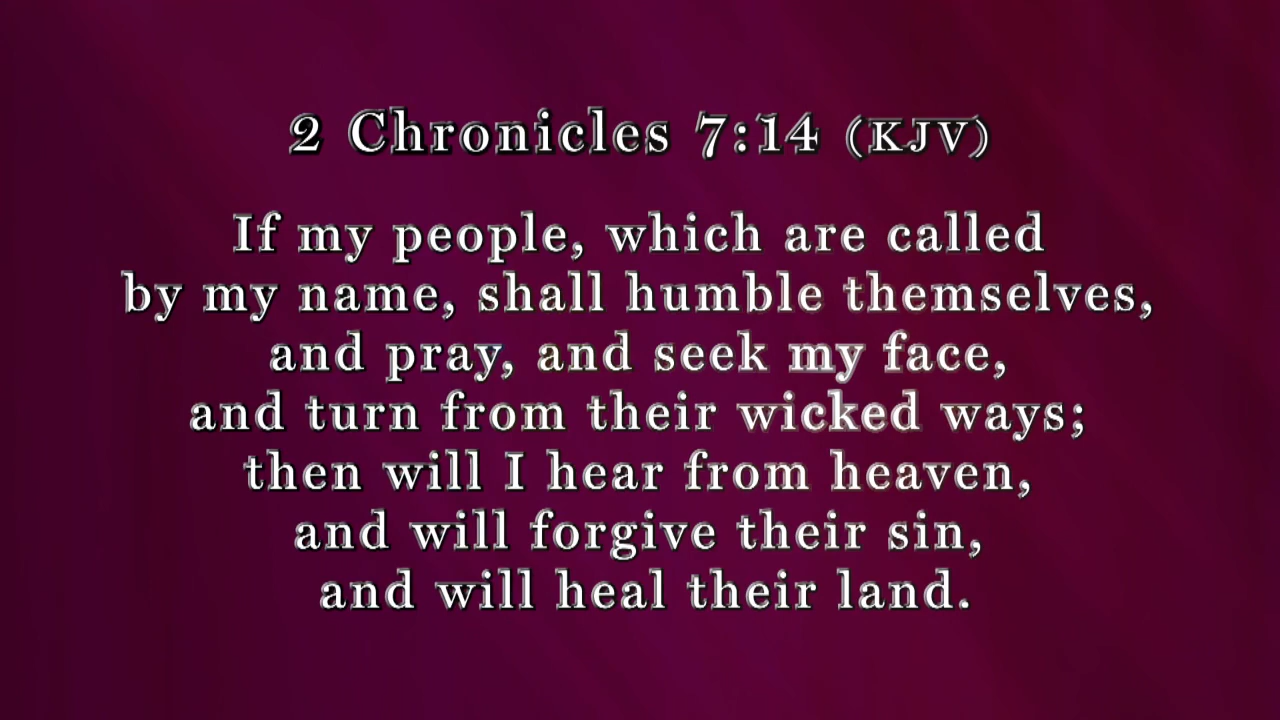 2 Chronicles 7:14 (KJV)
If my people, which are called
by my name, shall humble themselves,
and pray, and seek my face,
and turn from their wicked ways;
then will I hear from heaven,
and will forgive their sin,
and will heal their land.